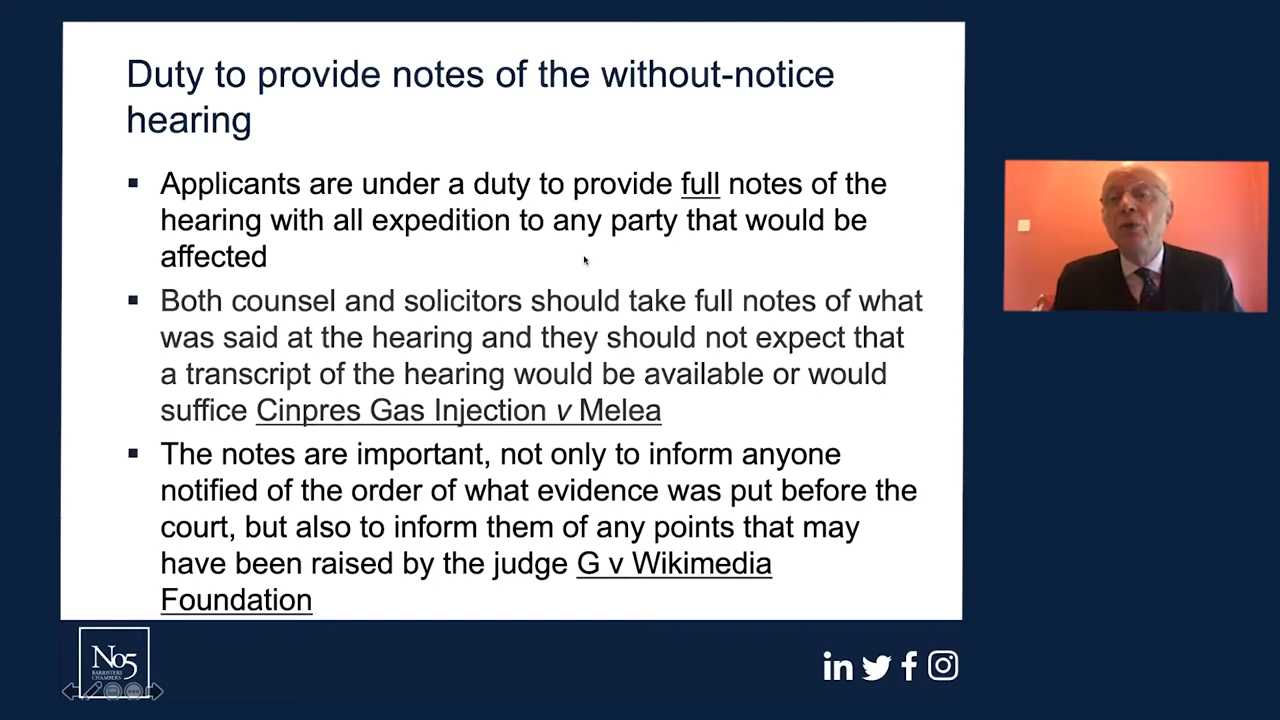 Duty to provide notes of the without-notice
hearing
▪ Applicants are under a duty to provide full notes of the
hearing with all expedition to any party that would be
affected
▪ Both counsel and solicitors should take full notes of what
was said at the hearing and they should not expect that
a transcript of the hearing would be available or would
suffice Cinpres Gas Injection v Melea
▪ The notes are important, not only to inform anyone
notified of the order of what evidence was put before the
court, but also to inform them of any points that may
have been raised by the judge G v Wikimedia
Foundation
No5
BARRISTERS
CHAMBERS
in